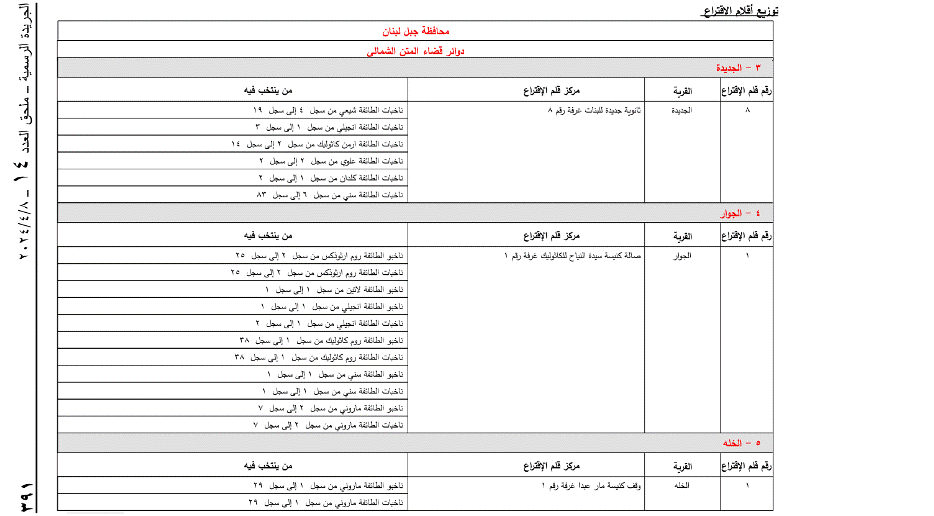 توزيع أقلام الإقتراع
محافظة جبل لبنان
دوائر قضاء المتن الشمالي
٣ - الجديدة
رقم قلم الإقتراع القرية مركز قلم الإقتراع من ينتخب فيه
٨ الجديدة ثانوية جديدة للبنات غرفة رقم ٨ ناخبات الطائفة شيعي من سجل ٤ إلى سجل ١٩
ناخبات الطائفة انجيلي من سجل ١ إلى سجل ٣
ناخبات الطائفة ارمن كاثوليك من سجل ٢ إلى سجل ١٤
ناخبات الطائفة علوي من سجل ٢ إلى سجل ٢
ناخبات الطائفة كلدان من سجل ١ إلى سجل ٢
ناخبات الطائفة سني من سجل ٦ إلى سجل ٨٣
٤ - الجوار
رقم قلم الإقتراع القرية مركز قلم الإقتراع من ينتخب فيه
١ الجوار صالة كنيسة سيدة النياح للكاثوليك غرفة رقم ١ ناخبو الطائفة روم ارثوذكس من سجل ٢ إلى سجل ٢٥
ناخبات الطائفة روم ارثوذكس من سجل ٢ إلى سجل ٢٥
ناخبو الطائفة لاتين من سجل ١ إلى سجل ١
ناخبو الطائفة انجيلي من سجل ١ إلى سجل ١
ناخبات الطائفة انجيلي من سجل ١ إلى سجل ٢
ناخبو الطائفة روم كاثوليك من سجل ١ إلى سجل ٣٨
ناخبات الطائفة روم كاثوليك من سجل ١ إلى سجل ٣٨
ناخبو الطائفة سني من سجل ١ إلى سجل ١
ناخبات الطائفة سني من سجل ١ إلى سجل ١
ناخبو الطائفة ماروني من سجل ٢ إلى سجل ٧
ناخبات الطائفة ماروني من سجل ٢ إلى سجل ٧
٥ - الخله
رقم قلم الإقتراع القرية مركز قلم الإقتراع من ينتخب فيه
١ الخله وقف كنيسة مار عبدا غرفة رقم ١ ناخبو الطائفة ماروني من سجل ١ إلى سجل ٢٩
ناخبات الطائفة ماروني من سجل ١ إلى سجل ٢٩
الجريدة الرسمية – ملحق العدد ١٤ – ٢٠٢٤/٤/٨
٣٩١